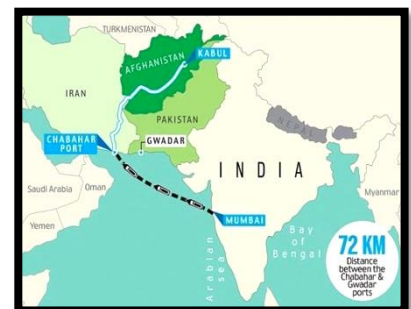 TURKMENISTAN
AFGHANISTAN
KABUL
IRAN
PAKISTAN
CHABAHAR
PORT
GWADAR
NEPAL
INDIA
Saudi Arabia
Oman
Myanmar
MUMBAI
Yemen
Arabian
sea
Bay
of
Bengal
72 KM
Distance
between the
Chabahar &
Gwadar
ports